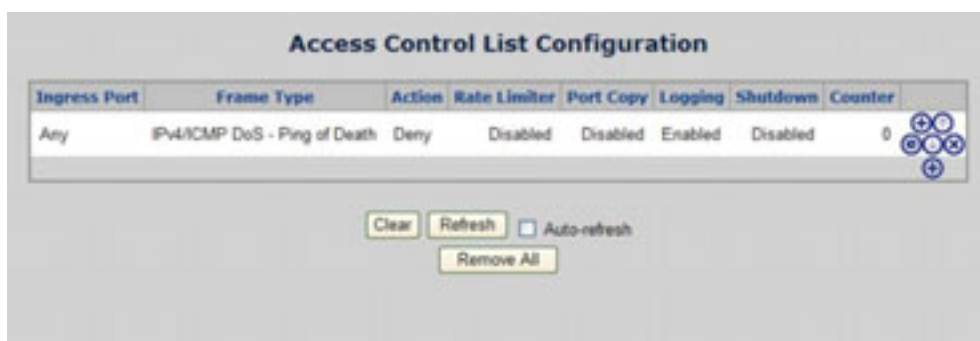 Access Control List Configuration
Ingress Port Frame Type Action Rate Limiter Port Copy Logging Shutdown Counter
Any IPv4/ICMP DoS - Ping of Death Deny Disabled Disabled Enabled Disabled 0
Clear Refresh Auto-refresh
Remove All